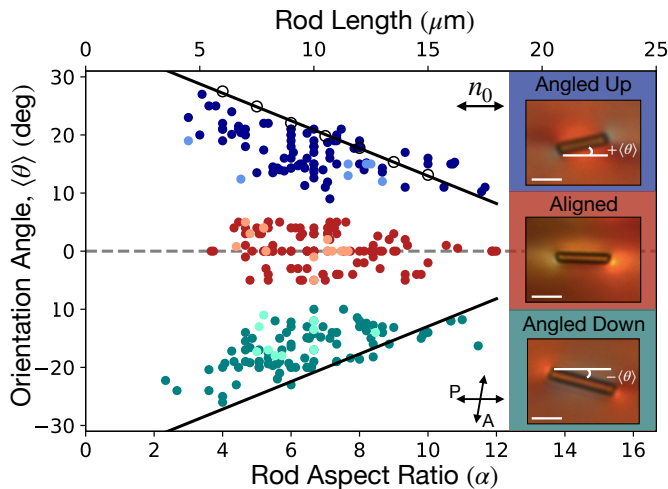 Rod Length (μm)
0 5 10 15 20 25
30
20
10
0
10
−20
−30
Orientation Angle, ⟨θ⟩ (deg)
n₀
Angled Up
+⟨θ⟩
Aligned
Angled Down
−⟨θ⟩
P
A
0 2 4 6 8 10 12 14 16
Rod Aspect Ratio (α)